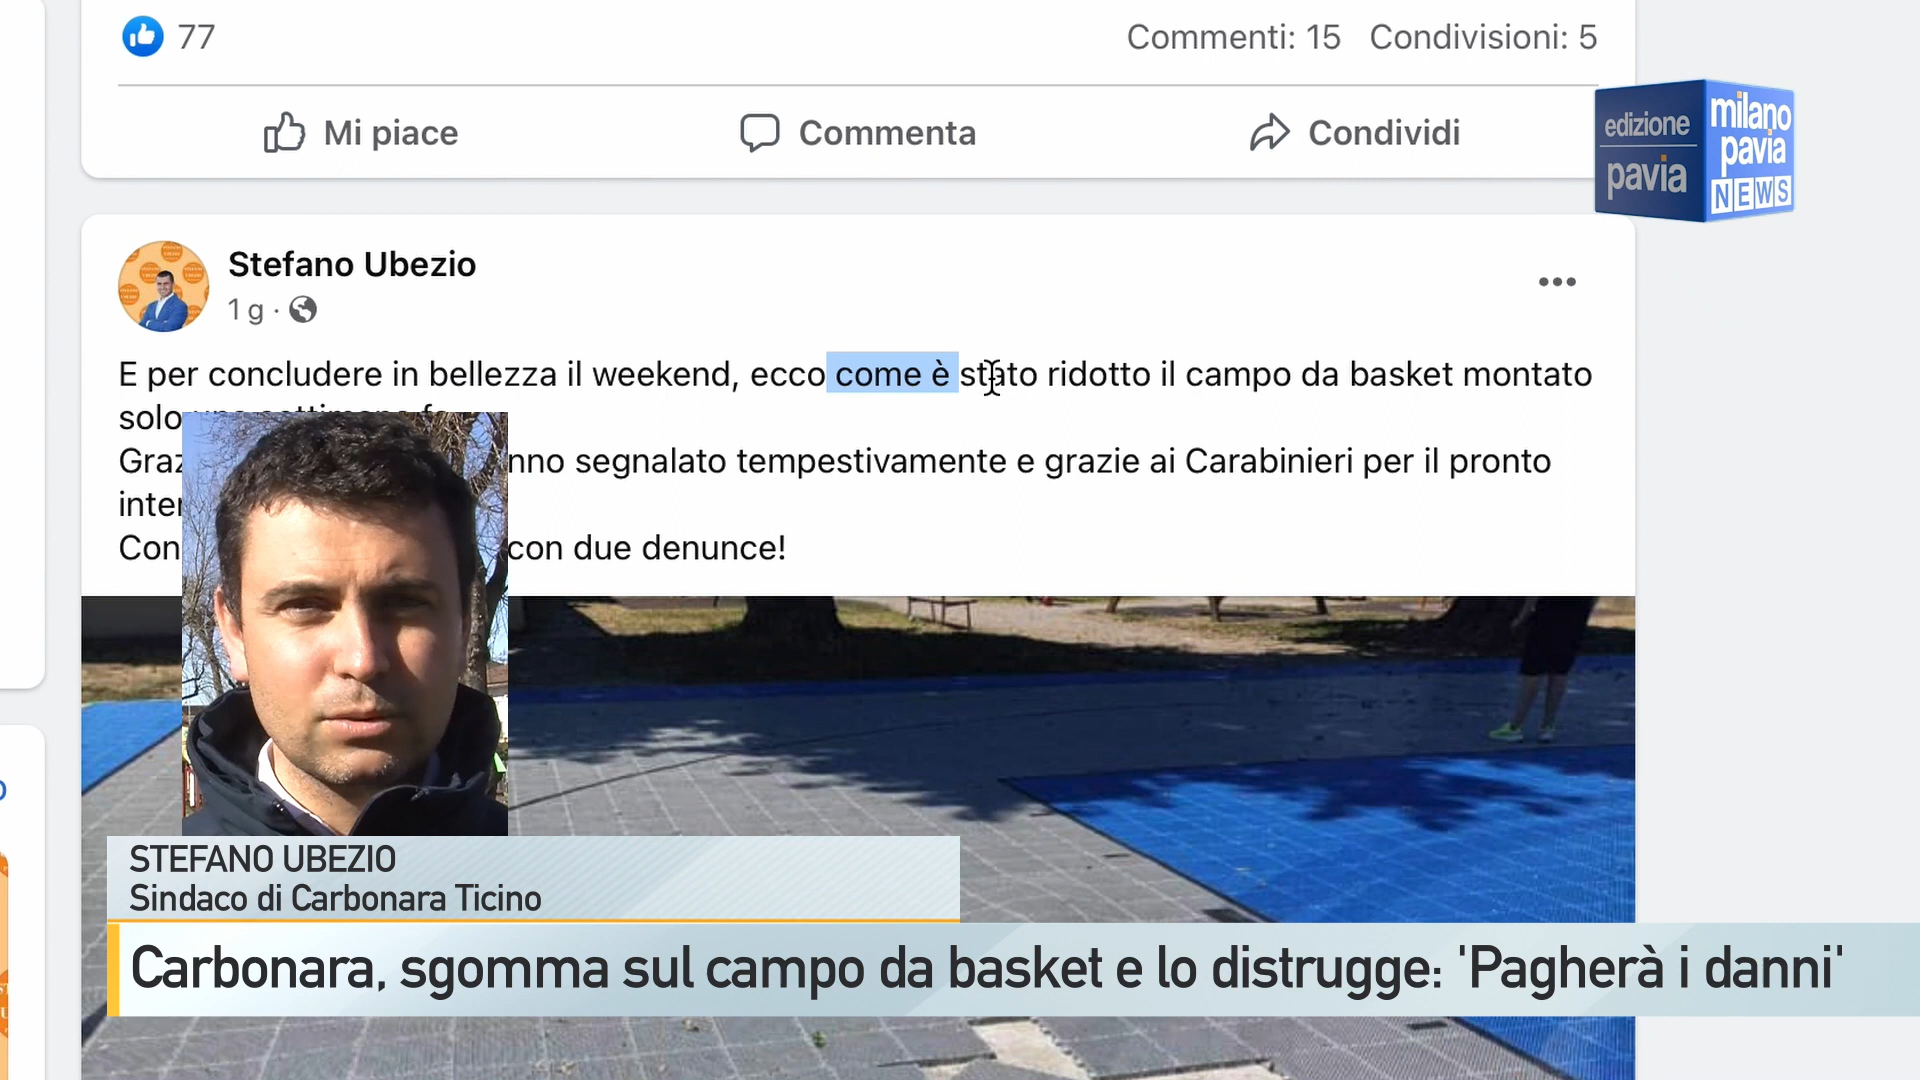 77
Commenti: 15 Condivisioni: 5
Mi piace
Commenta
Condividi
edizione
pavia
milano
pavia
NEWS
Stefano Ubezio
1 g ·
E per concludere in bellezza il weekend, ecco come è stato ridotto il campo da basket montato
solo una settimana fa
nno segnalato tempestivamente e grazie ai Carabinieri per il pronto
con due denunce!
STEFANO UBEZIO
Sindaco di Carbonara Ticino
Carbonara, sgomma sul campo da basket e lo distrugge: 'Pagherà i danni'